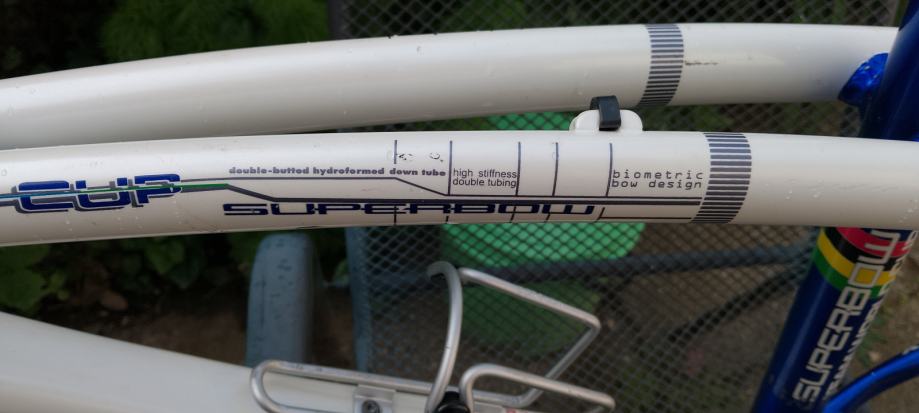 CUP
double-butted hydroformed down tube
high stiffness
double tubing
biometric
bow design
SUPERBOW
SUPERBOW